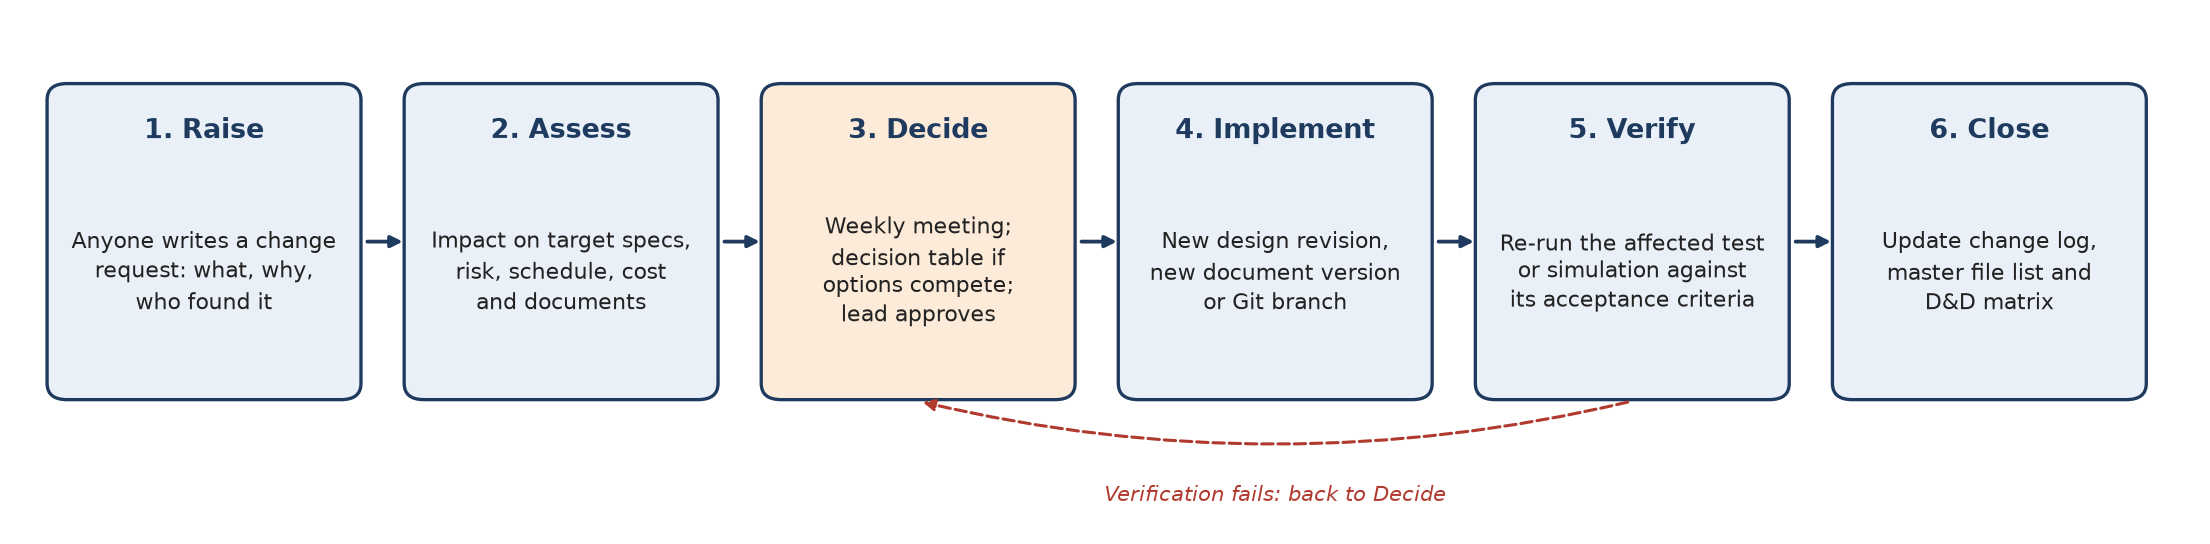 1. Raise
Anyone writes a change
request: what, why,
who found it
2. Assess
Impact on target specs,
risk, schedule, cost
and documents
3. Decide
Weekly meeting;
decision table if
options compete;
lead approves
4. Implement
New design revision,
new document version
or Git branch
5. Verify
Re-run the affected test
or simulation against
its acceptance criteria
6. Close
Update change log,
master file list and
D&D matrix
Verification fails: back to Decide